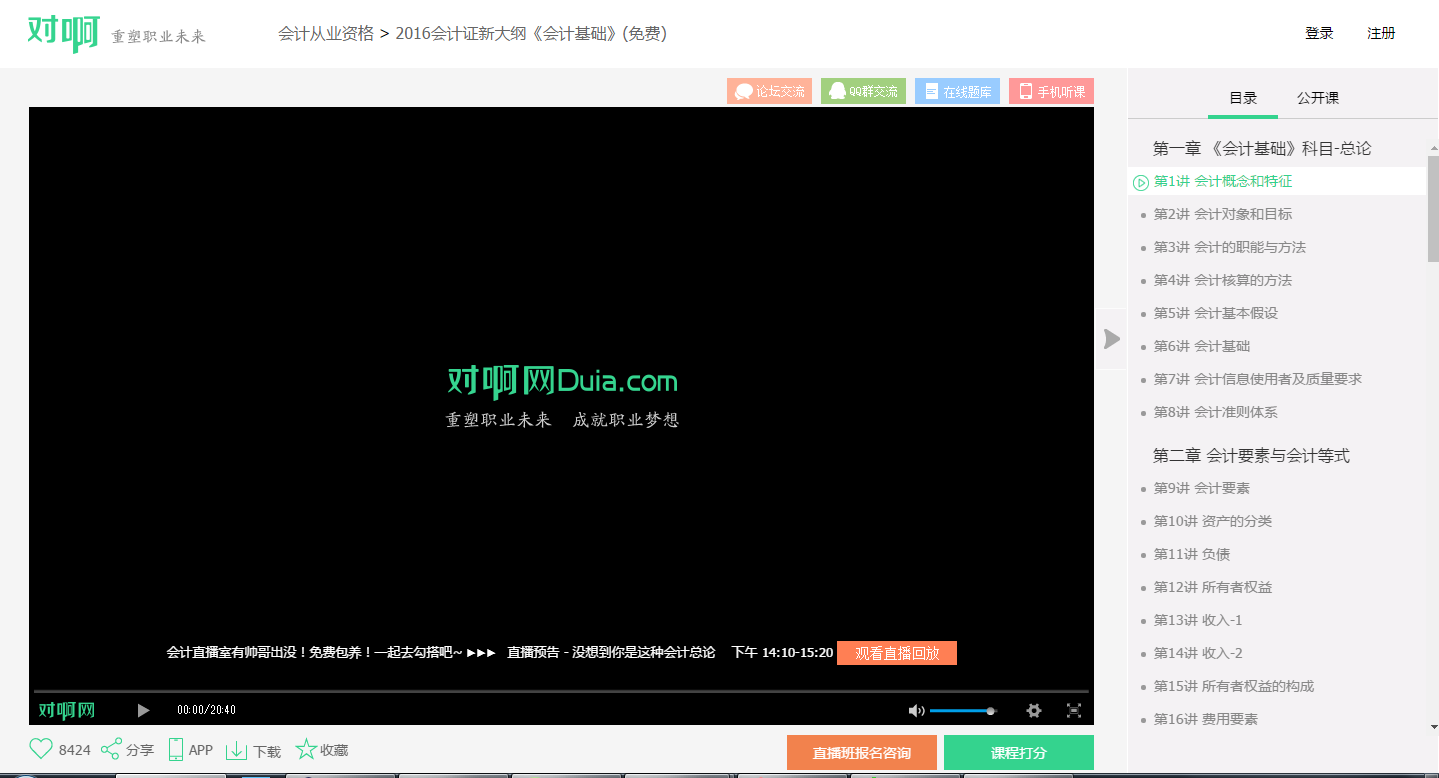 对啊 重塑职业未来 会计从业资格 > 2016会计证新大纲《会计基础》(免费) 登录 注册
论坛交流 QQ群交流 在线题库 手机听课
对啊网Duia.com
重塑职业未来 成就职业梦想
会计直播室有帅哥出没！免费包养！一起去勾搭吧~ ►►► 直播预告 - 没想到你是这种会计总论 下午 14:10-15:20 观看直播回放
对啊网 00:00/20:40
8424 分享 APP 下载 收藏 直播班报名咨询 课程打分
目录 公开课
第一章 《会计基础》科目-总论
第1讲 会计概念和特征
第2讲 会计对象和目标
第3讲 会计的职能与方法
第4讲 会计核算的方法
第5讲 会计基本假设
第6讲 会计基础
第7讲 会计信息使用者及质量要求
第8讲 会计准则体系
第二章 会计要素与会计等式
第9讲 会计要素
第10讲 资产的分类
第11讲 负债
第12讲 所有者权益
第13讲 收入-1
第14讲 收入-2
第15讲 所有者权益的构成
第16讲 费用要素